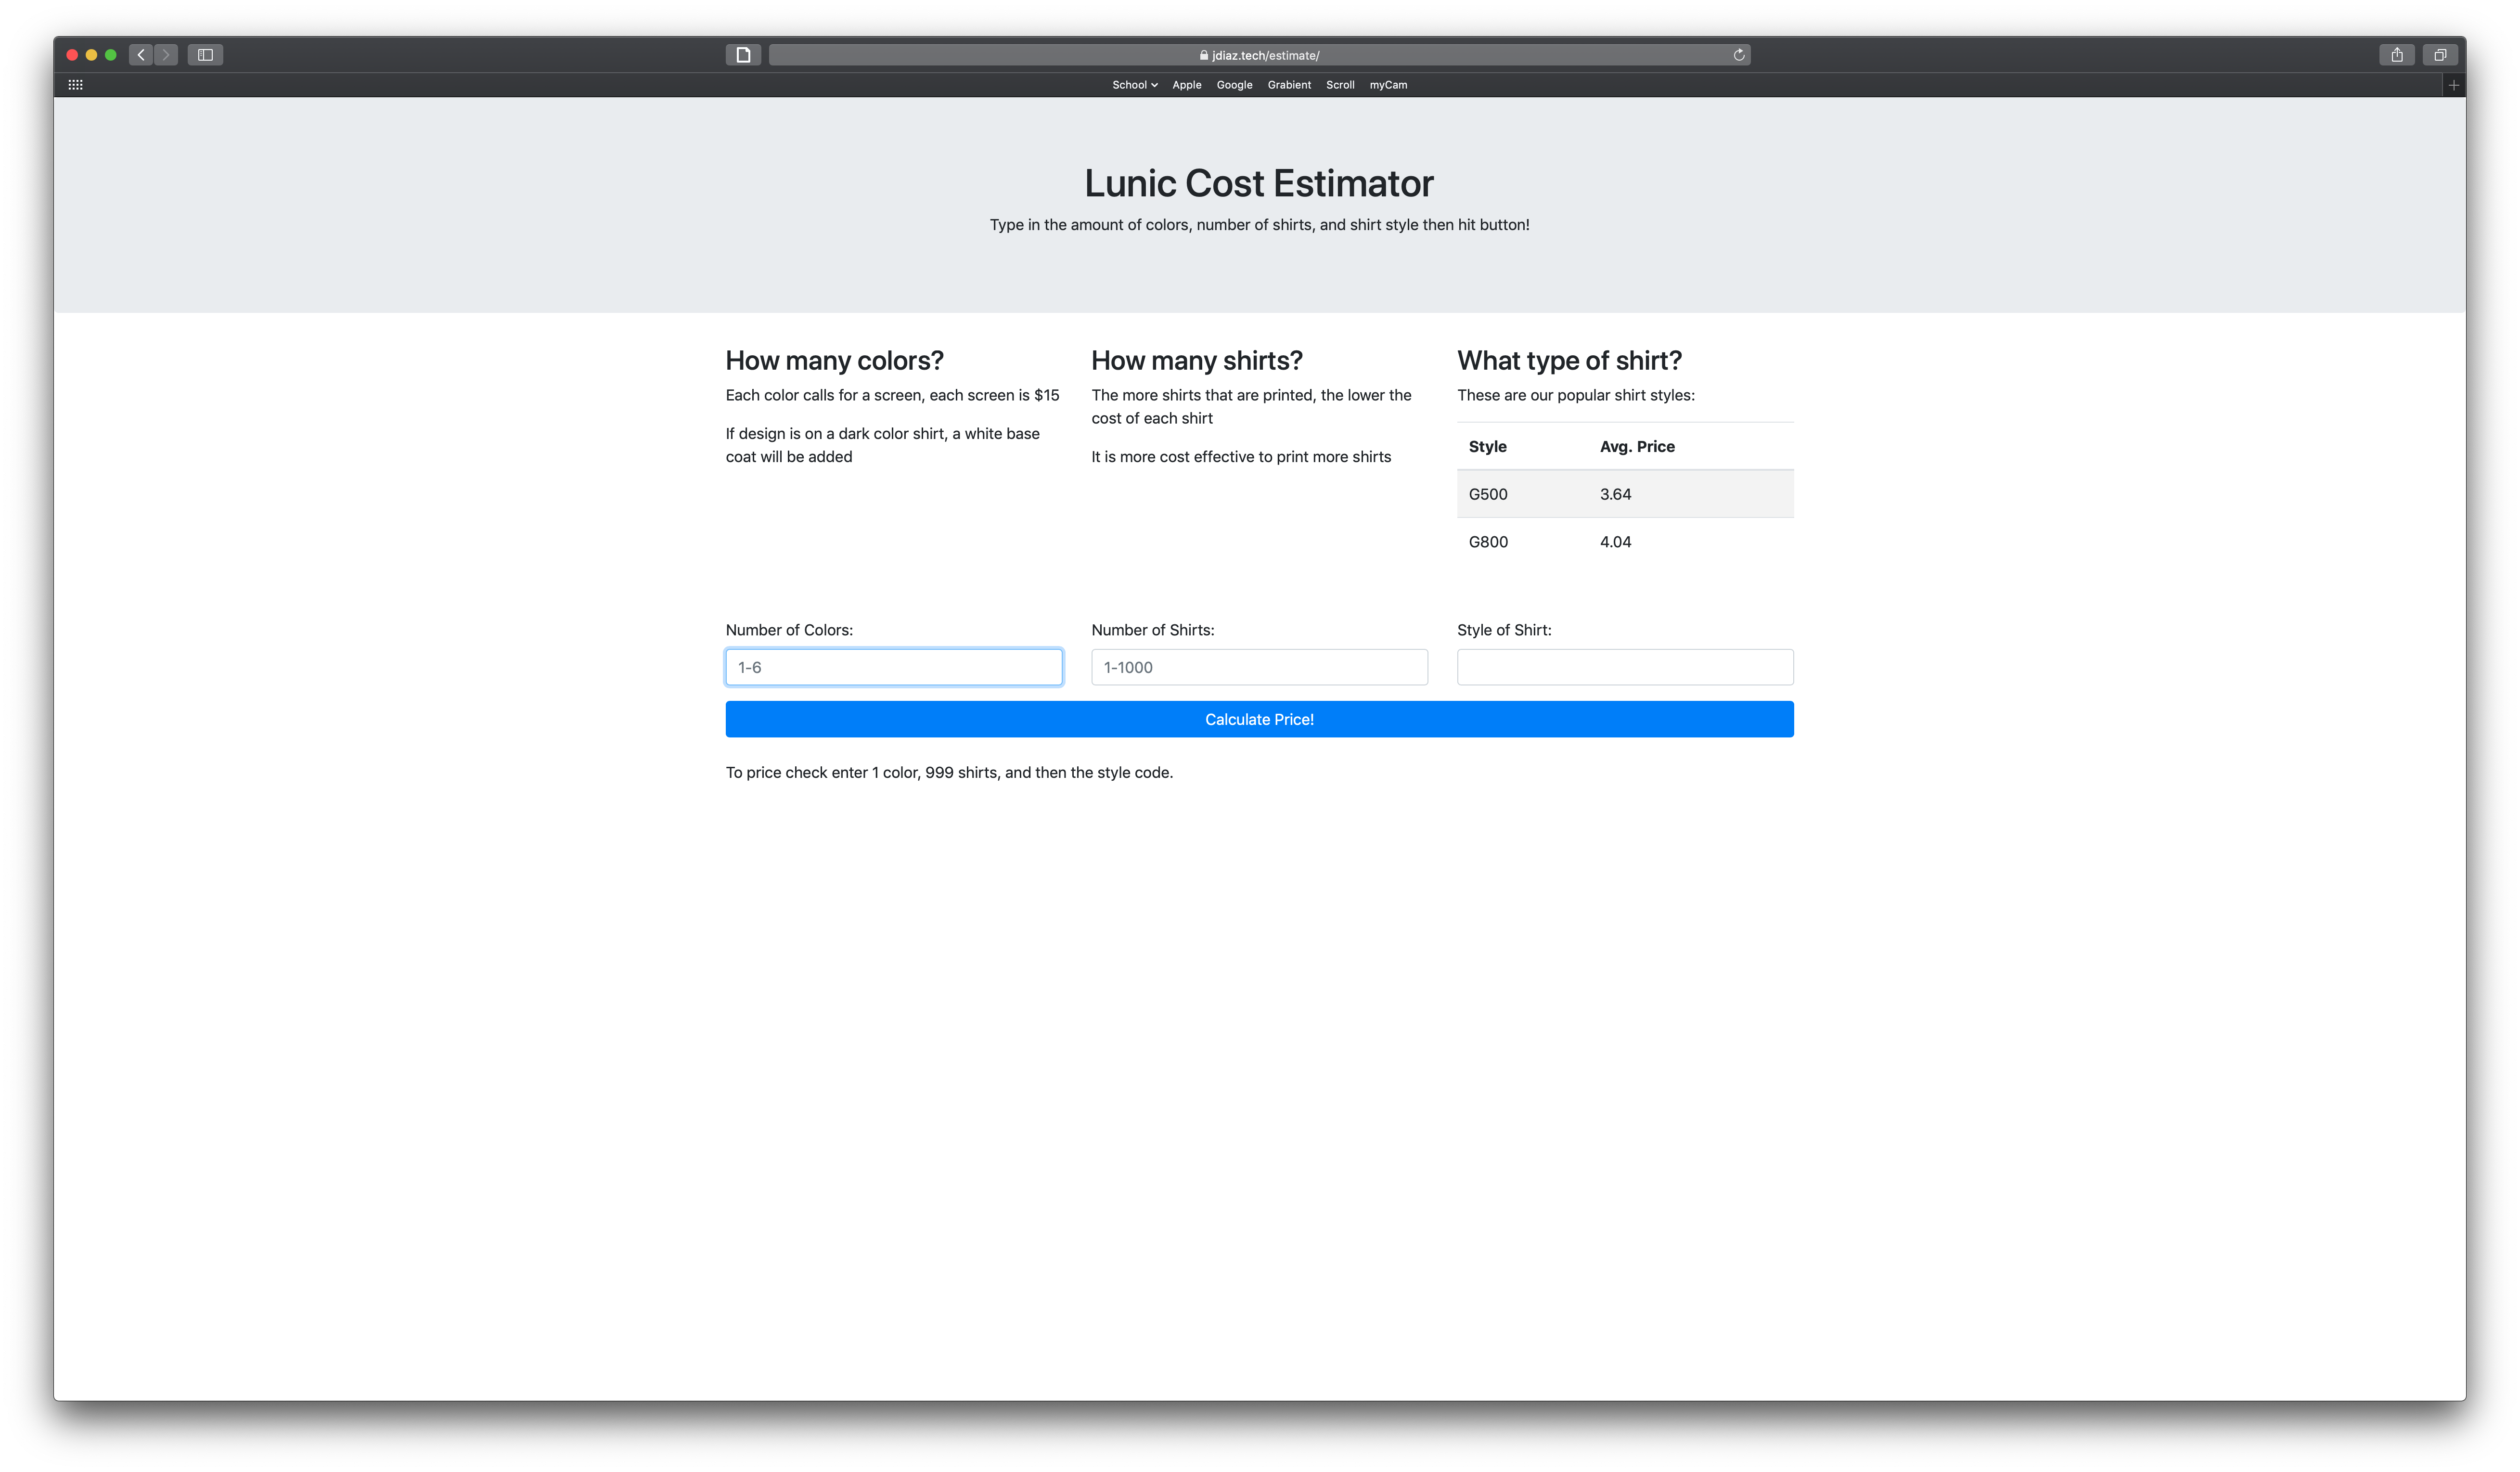 jdiaz.tech/estimate/
School Apple Google Grabient Scroll myCam
Lunic Cost Estimator
Type in the amount of colors, number of shirts, and shirt style then hit button!
How many colors?
Each color calls for a screen, each screen is $15
If design is on a dark color shirt, a white base
coat will be added
How many shirts?
The more shirts that are printed, the lower the
cost of each shirt
It is more cost effective to print more shirts
What type of shirt?
These are our popular shirt styles:
Style Avg. Price
G500 3.64
G800 4.04
Number of Colors:
1-6
Number of Shirts:
1-1000
Style of Shirt:
Calculate Price!
To price check enter 1 color, 999 shirts, and then the style code.